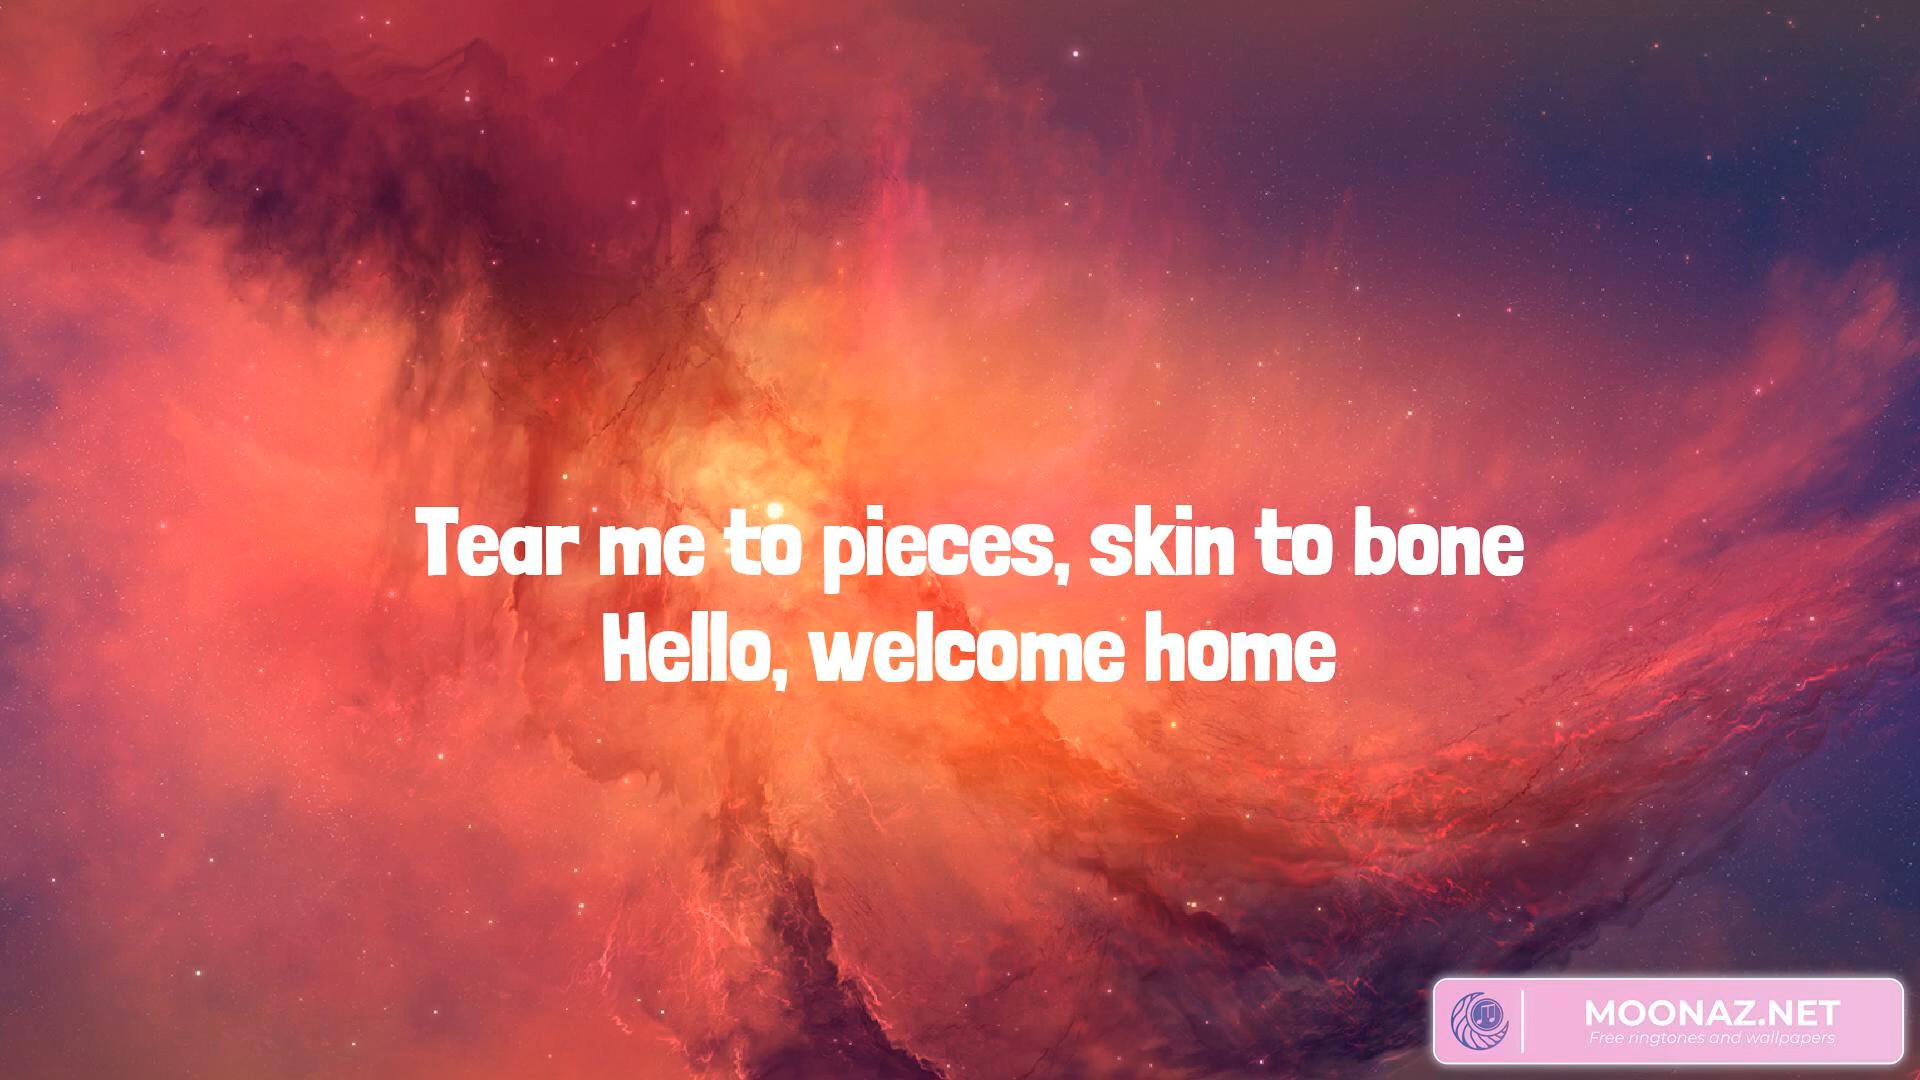 Tear me to pieces, skin to bone
Hello, welcome home
MOONAZ.NET
Free ringtones and wallpapers